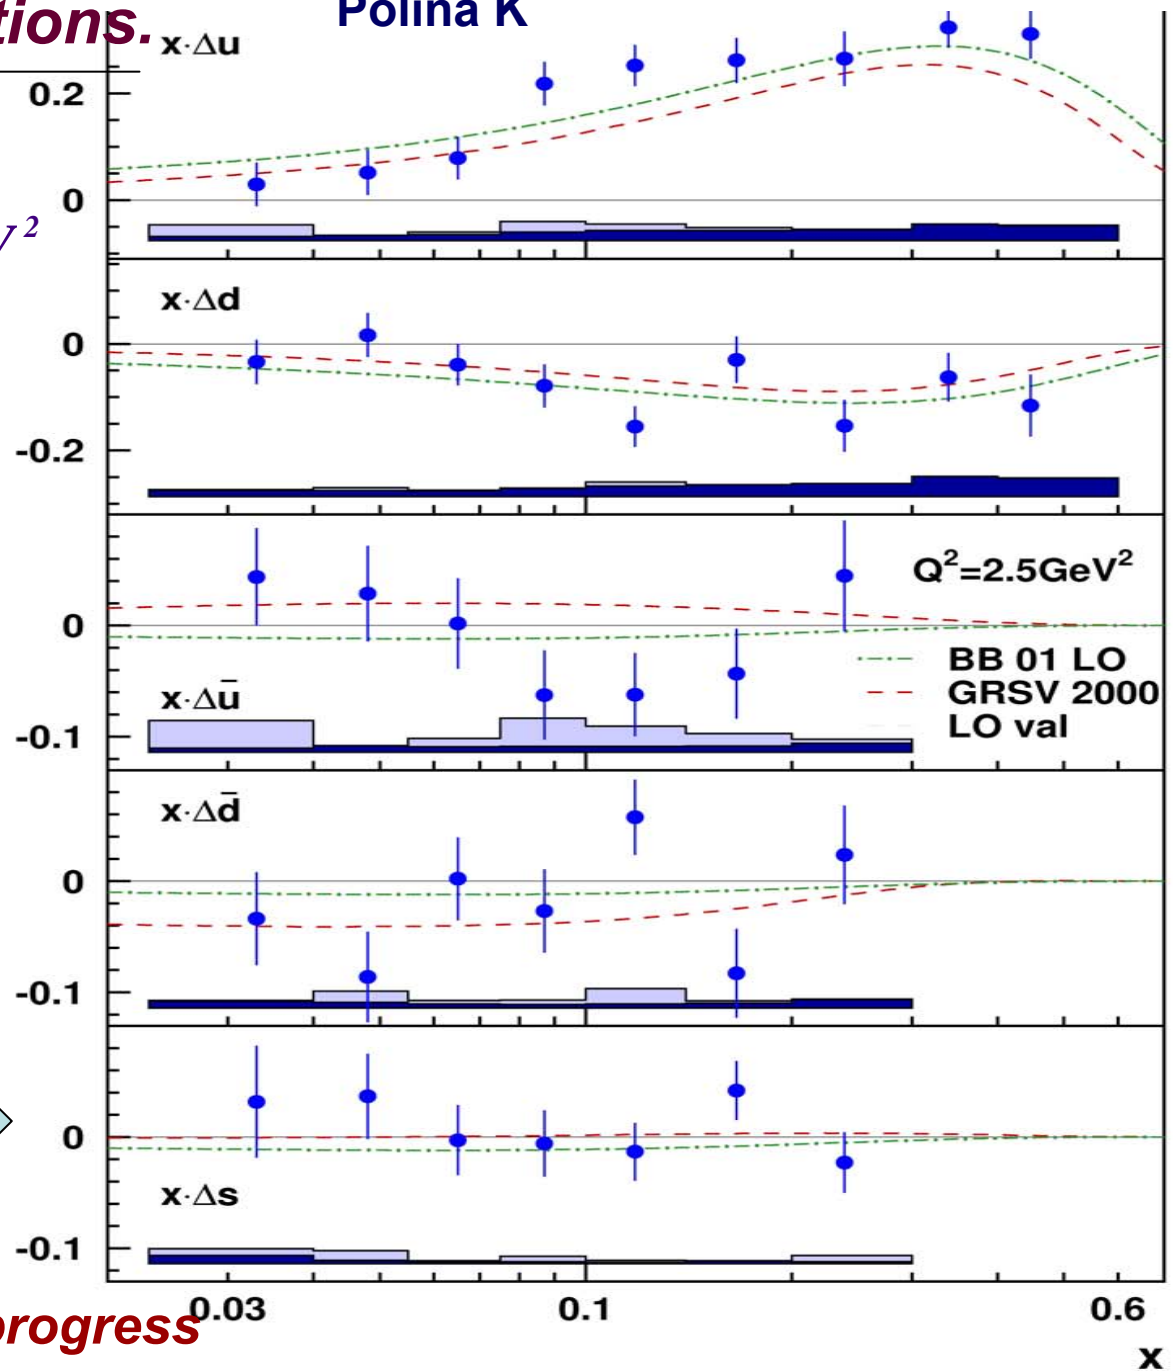 tions.
Polina K
x·Δu
0.2
0
V²
x·Δd
0
-0.2
Q²=2.5GeV²
0
BB 01 LO
GRSV 2000
LO val
x·Δū
-0.1
x·Δd̄
0
-0.1
0
x·Δs
-0.1
0.03 0.1 0.6
progress
x